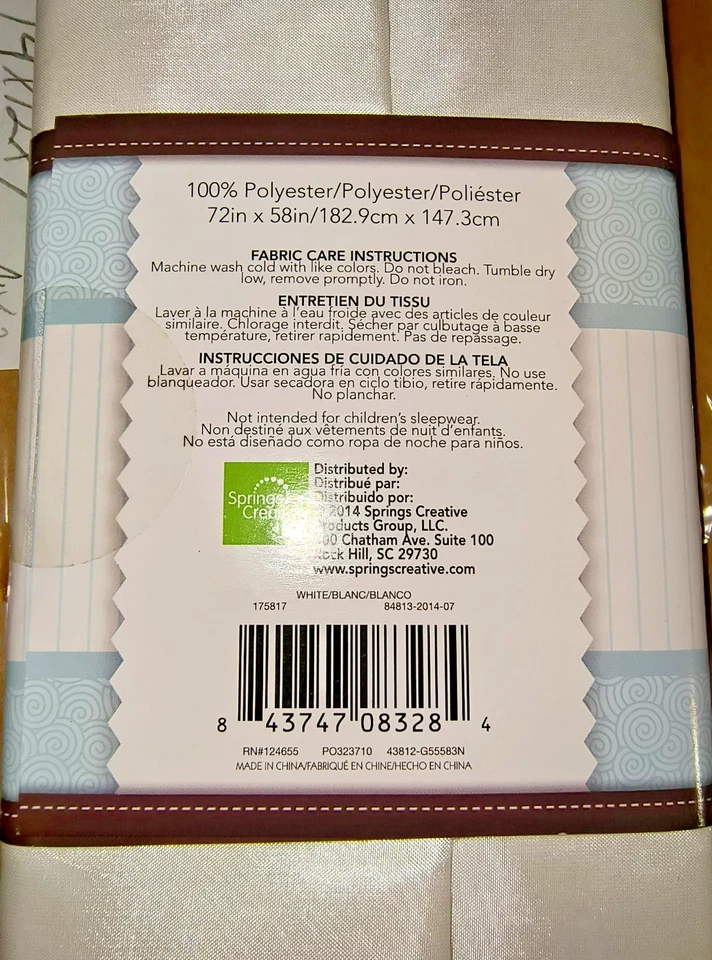 100% Polyester/Polyester/Poliéster
72in x 58in/182.9cm x 147.3cm
FABRIC CARE INSTRUCTIONS
Machine wash cold with like colors. Do not bleach. Tumble dry
low, remove promptly. Do not iron.
ENTRETIEN DU TISSU
Laver à la machine à l'eau froide avec des articles de couleur
similaire. Chlorage interdit. Sécher par culbutage à basse
température, retirer rapidement. Pas de repassage.
INSTRUCCIONES DE CUIDADO DE LA TELA
Lavar a máquina en agua fría con colores similares. No use
blanqueador. Usar secadora en ciclo tibio, retire rápidamente.
No planchar.
Not intended for children's sleepwear.
Non destiné aux vêtements de nuit d'enfants.
No está diseñado como ropa de noche para niños.
Springs
Creative
Distributed by:
Distribué par:
Distribuido por:
2014 Springs Creative
Products Group, LLC.
Chatham Ave. Suite 100
Rock Hill, SC 29730
www.springscreative.com
WHITE/BLANC/BLANCO
175817 84813-2014-07
8 43747 08328 4
RN#124655 PO323710 43812-G55583N
MADE IN CHINA/FABRIQUÉ EN CHINE/HECHO EN CHINA